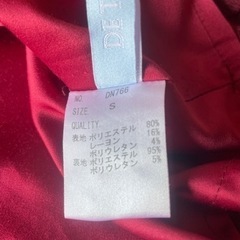 DE
NO DN766
SIZE S
QUALITY
表地 ポリエステル 80%
レーヨン 16%
ポリウレタン 4%
裏地 ポリエステル 95%
ポリウレタン 5%